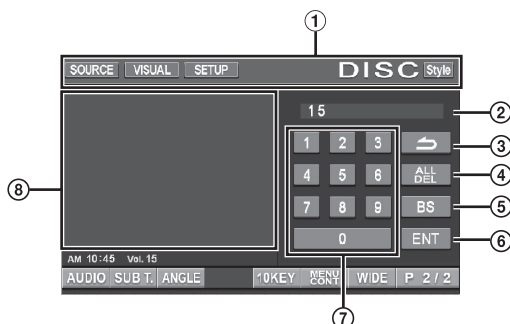 ①
SOURCE VISUAL SETUP DISC Style
15 ②
1 2 3 ③
4 5 6 ALL DEL ④
⑧
7 8 9 BS ⑤
0 ENT ⑥
AM 10:45 Vol. 15
AUDIO SUB T. ANGLE 10KEY MENU CONT WIDE P 2/2
⑦